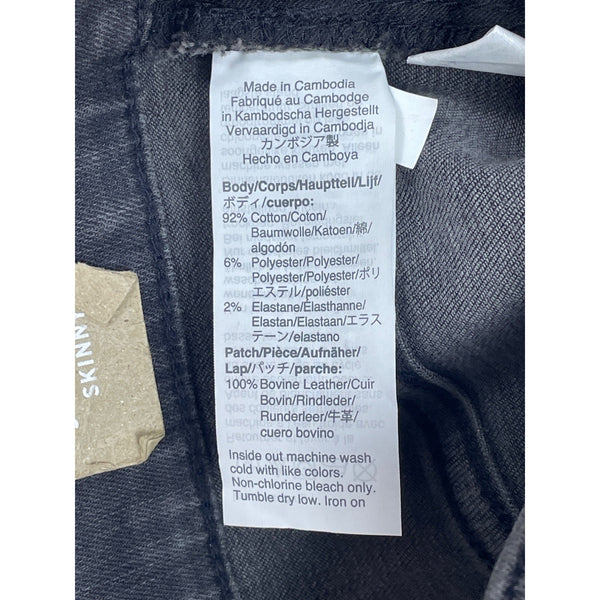 Made in Cambodia
Fabriqué au Cambodge
in Kambodscha Hergestellt
Vervaardigd in Cambodja
カンボジア製
Hecho en Camboya
Body/Corps/Haupttell/Lijf/
ボディ/cuerpo:
92% Cotton/Coton/
Baumwolle/Katoen/綿/
algodón
6% Polyester/Polyester/
Polyester/Polyester/ポリ
エステル/poliéster
2% Elastane/Élasthanne/
Elastan/Elastaan/エラス
テーン/elastano
Patch/Pièce/Aufnäher/
Lap/パッチ/parche:
100% Bovine Leather/Cuir
Bovin/Rindleder/
Runderleer/牛革/
cuero bovino
Inside out machine wash
cold with like colors.
Non-chlorine bleach only.
Tumble dry low. Iron on
SKINNY